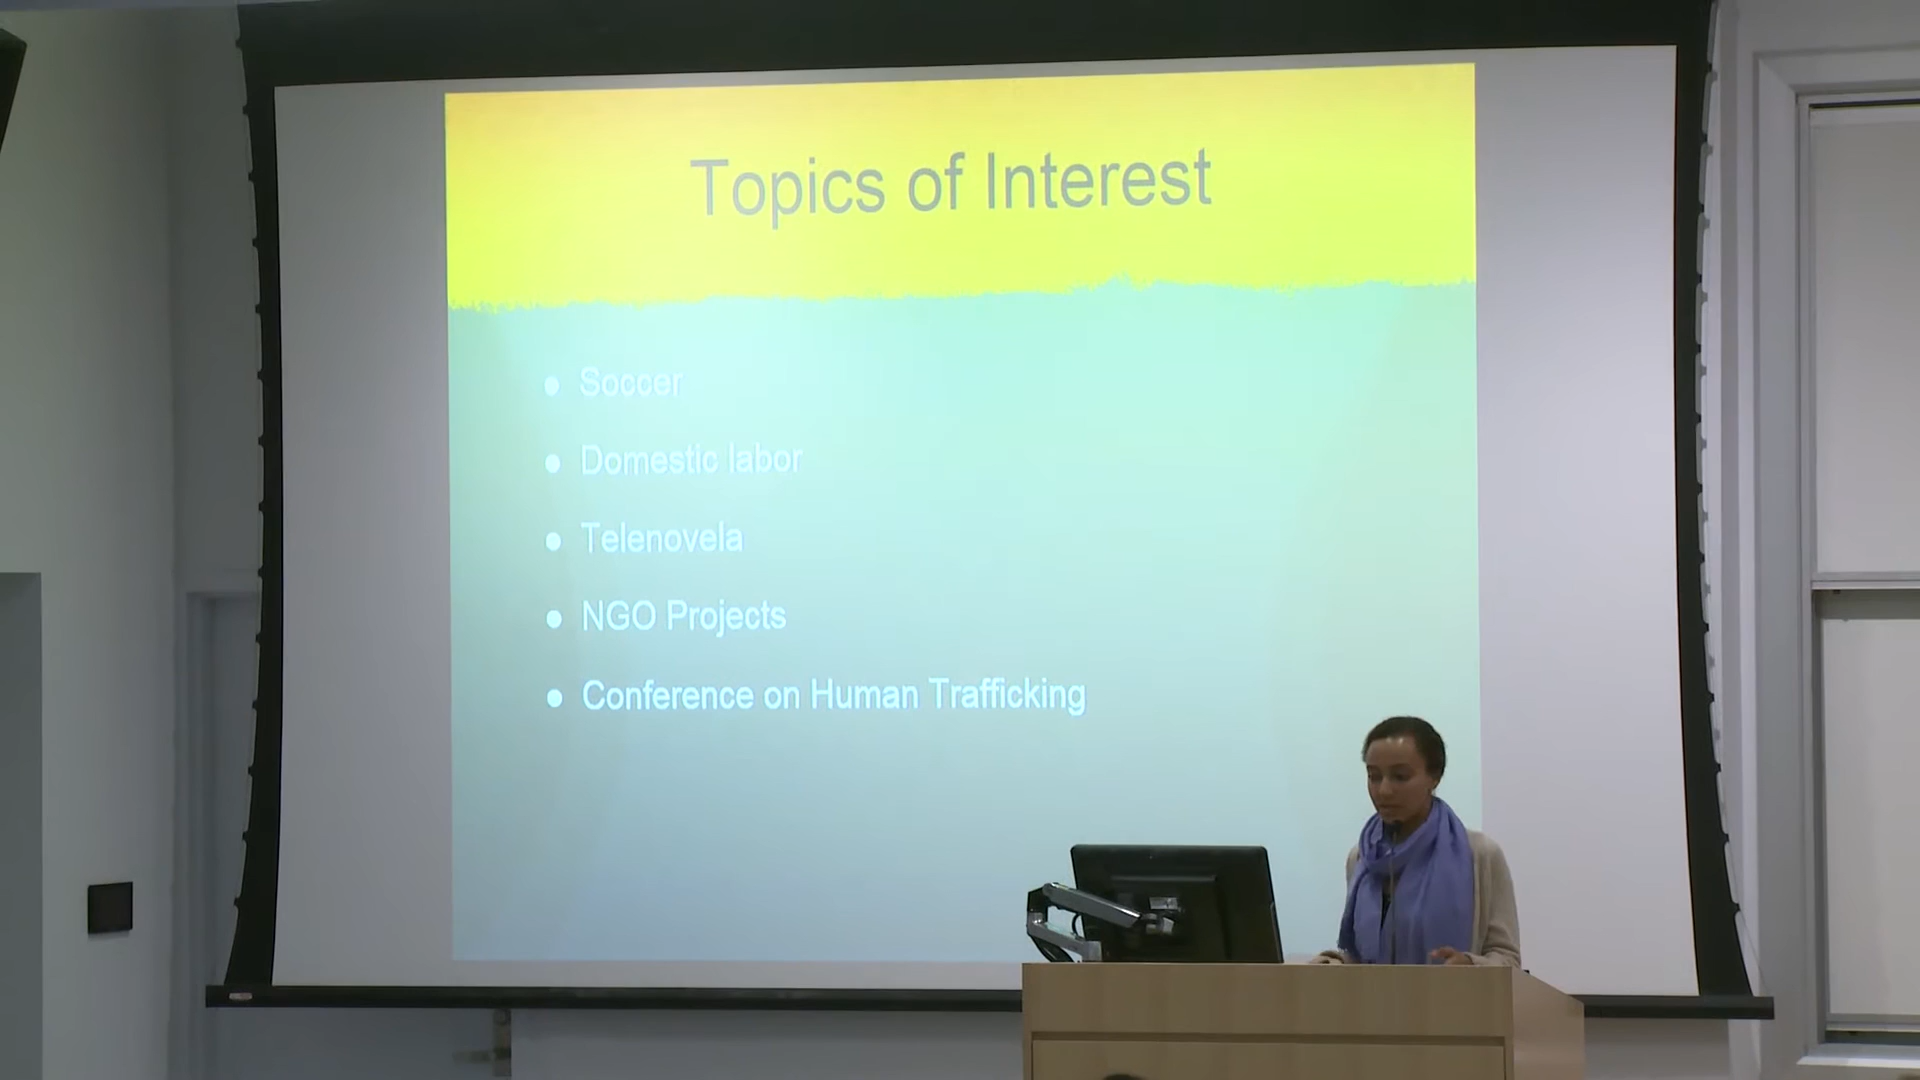 Topics of Interest
● Soccer
● Domestic labor
● Telenovela
● NGO Projects
● Conference on Human Trafficking